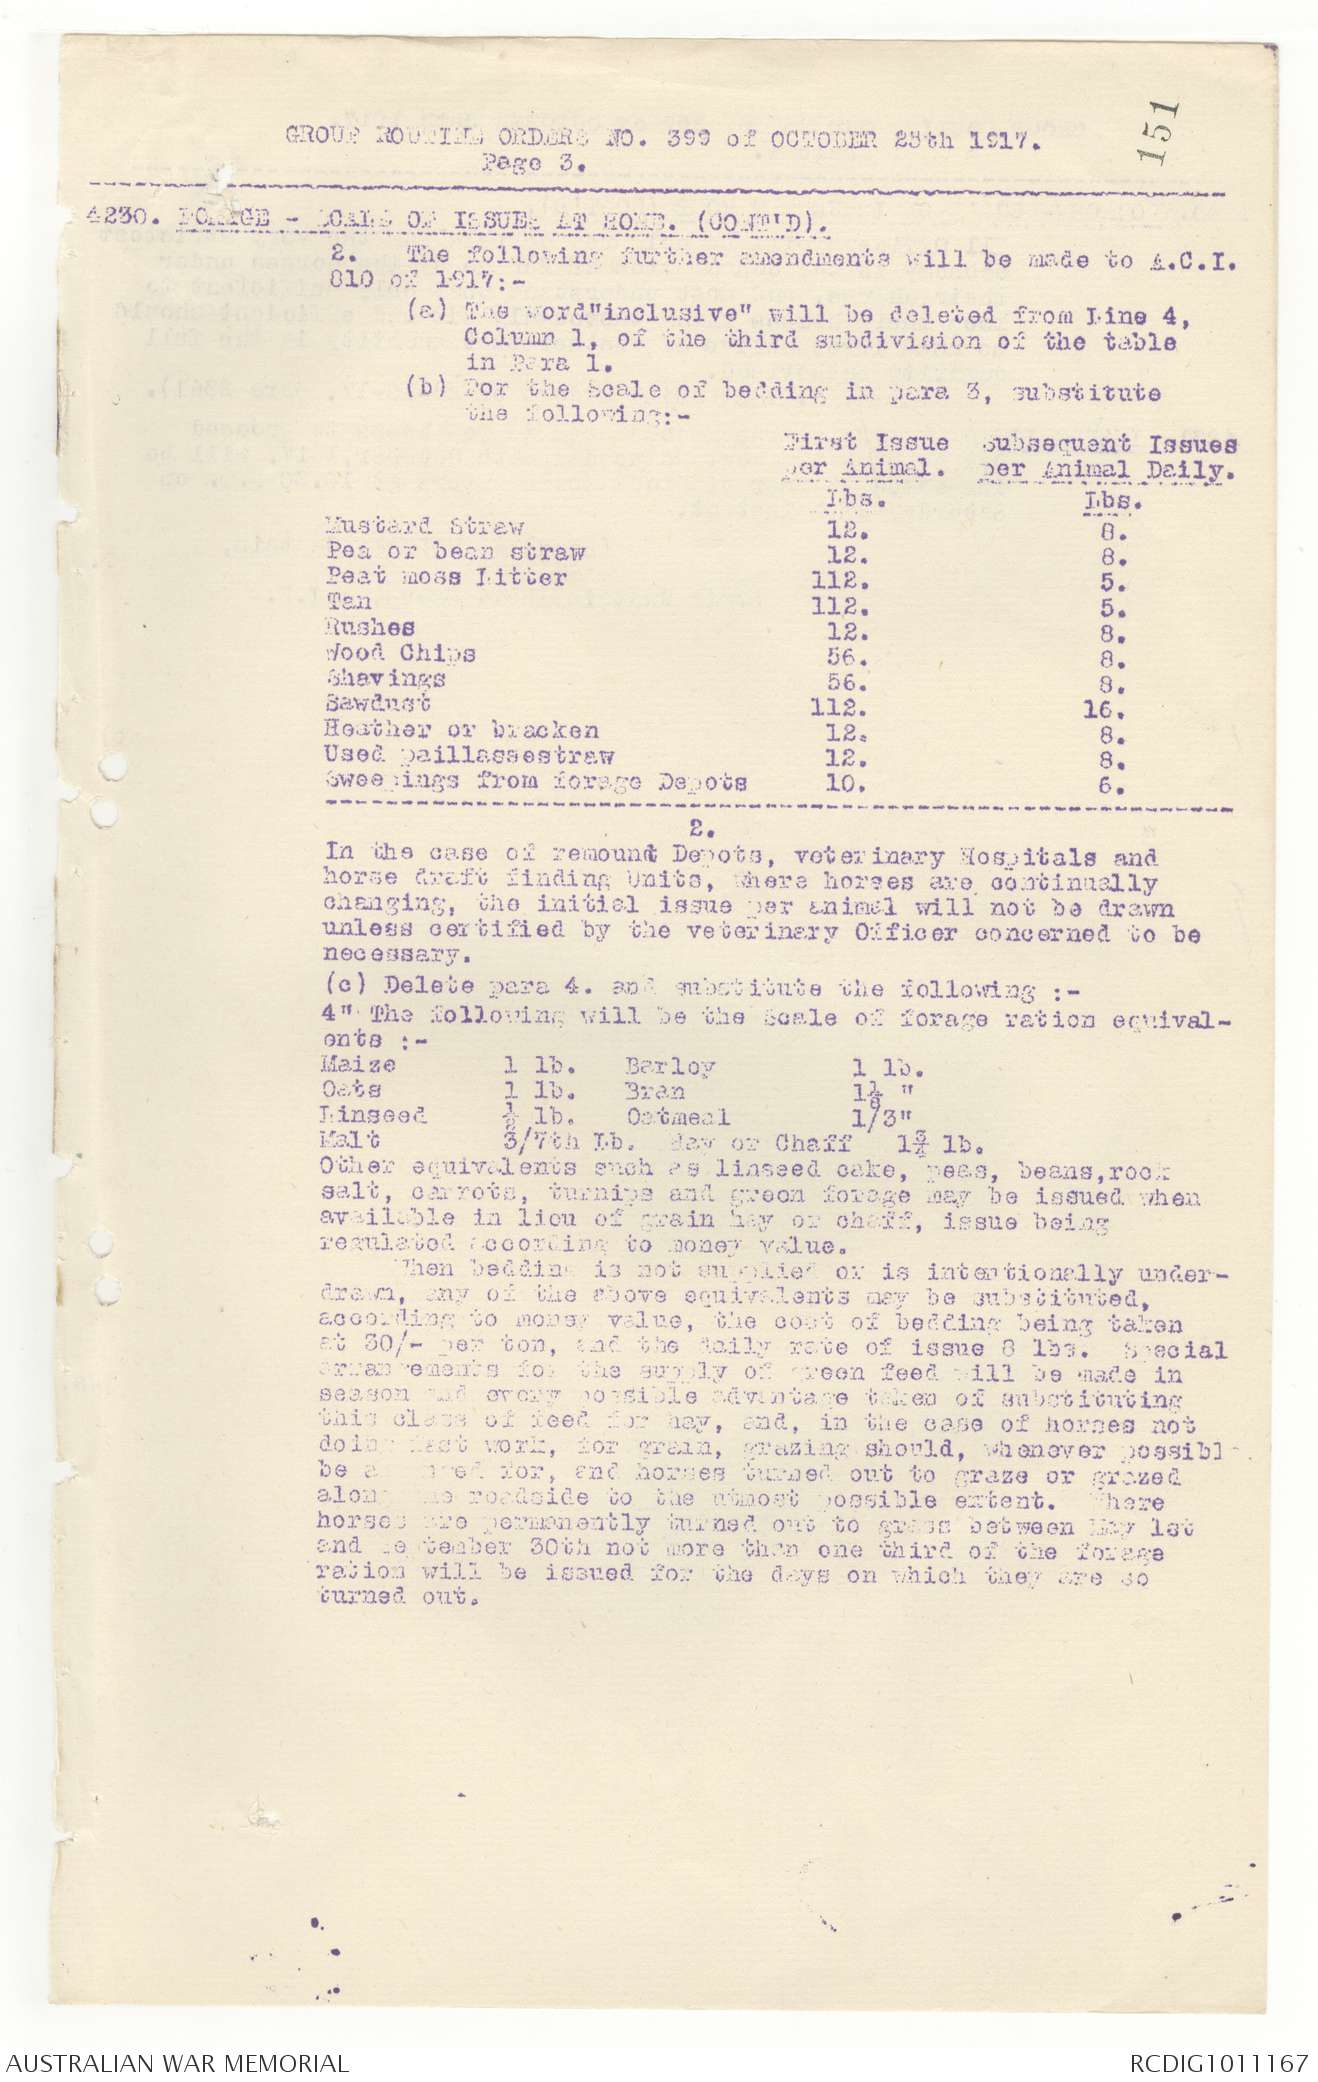 151
GROUP ROUTINE ORDERS NO. 399 of OCTOBER 25th 1917.
Page 3.
4230. FORAGE - SCALE OF ISSUES AT HOME. (CONT'D).
2. The following further amendments will be made to A.C.I.
810 of 1917:-
(a) The word"inclusive" will be deleted from Line 4,
Column 1, of the third subdivision of the table
in Para 1.
(b) For the Scale of bedding in para 3, substitute
the following:-
First Issue Subsequent Issues
per Animal. per Animal Daily.
Lbs. Lbs.
Mustard Straw 12. 8.
Pea or bean straw 12. 8.
Peat moss Litter 112. 5.
Tan 112. 5.
Rushes 12. 8.
Wood Chips 56. 8.
Shavings 56. 8.
Sawdust 112. 16.
Heather or bracken 12. 8.
Used paillassestraw 12. 8.
Sweepings from forage Depots 10. 6.
2.
In the case of remount Depots, veterinary Hospitals and
horse draft finding Units, where horses are continually
changing, the initial issue per animal will not be drawn
unless certified by the veterinary Officer concerned to be
necessary.
(c) Delete para 4. and substitute the following :-
4" The following will be the Scale of forage ration equival-
ents :-
Maize 1 lb. Barley 1 lb.
Oats 1 lb. Bran 1⅛ "
Linseed ½ lb. Oatmeal 1/3"
Malt 3/7th Lb. Hay or Chaff 1¾ lb.
Other equivalents such as linseed cake, peas, beans,rock
salt, carrots, turnips and green forage may be issued when
available in lieu of grain hay or chaff, issue being
regulated according to money value.
When bedding is not supplied or is intentionally under-
drawn, any of the above equivalents may be substituted,
according to money value, the cost of bedding being taken
at 30/- per ton, and the daily rate of issue 8 lbs. Special
arrangements for the supply of green feed will be made in
season and every possible advantage taken of substituting
this class of feed for hay, and, in the case of horses not
doing fast work, for grain, grazing should, whenever possibl
be arranged for, and horses turned out to graze or grazed
along the roadside to the utmost possible extent. Where
horses are permanently turned out to grass between May 1st
and September 30th not more than one third of the forage
ration will be issued for the days on which they are so
turned out.
AUSTRALIAN WAR MEMORIAL RCDIG1011167